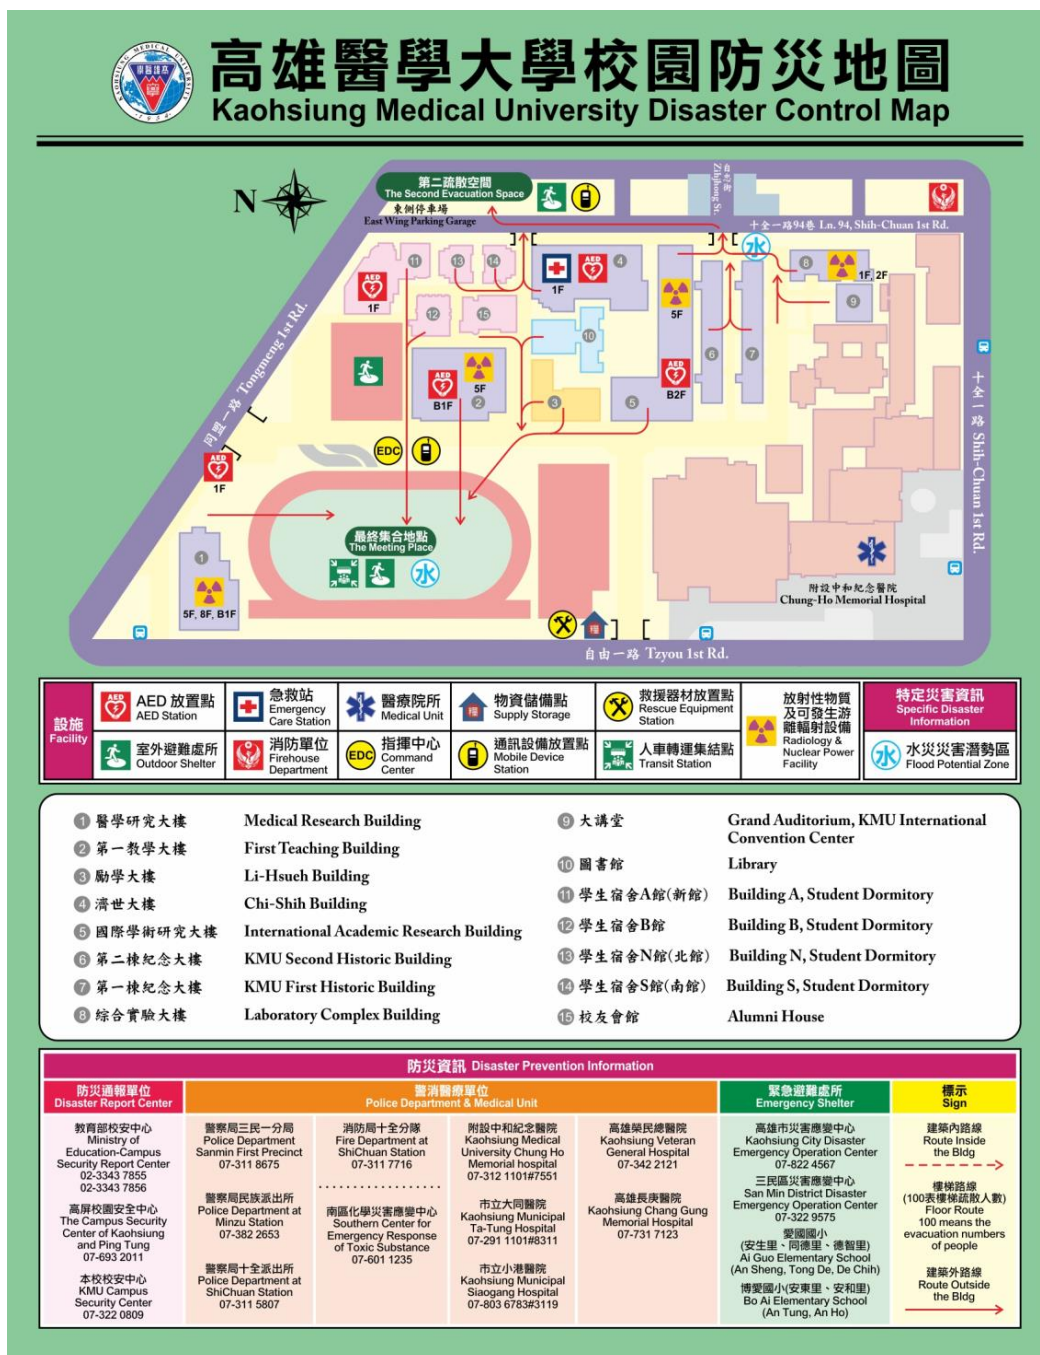 高雄醫學大學校園防災地圖
Kaohsiung Medical University Disaster Control Map
KAOHSIUNG MEDICAL UNIVERSITY
1954
N
第二疏散空間
The Second Evacuation Space
東側停車場
East Wing Parking Garage
自立街
十全一路94巷 Ln. 94, Shih-Chuan 1st Rd.
水
11
13
14
4
8
1F, 2F
AED
1F
1F
AED
5F
9
12
15
10
同盟一路 Tongmeng 1st Rd.
AED
B1F
5F
2
3
5
AED
B2F
6
7
十全一路 Shih-Chuan 1st Rd.
EDC
AED
1F
最終集合地點
The Meeting Place
水
1
5F, 8F, B1F
附設中和紀念醫院
Chung-Ho Memorial Hospital
糧
自由一路 Tzyou 1st Rd.
設施
Facility
AED
AED 放置點
AED Station
急救站
Emergency
Care Station
醫療院所
Medical Unit
糧
物資儲備點
Supply Storage
救援器材放置點
Rescue Equipment
Station
放射性物質
及可發生游
離輻射設備
Radiology &
Nuclear Power
Facility
特定災害資訊
Specific Disaster
Information
室外避難處所
Outdoor Shelter
消防單位
Firehouse
Department
EDC
指揮中心
Command
Center
通訊設備放置點
Mobile Device
Station
人車轉運集結點
Transit Station
水
水災災害潛勢區
Flood Potential Zone
1 醫學研究大樓 Medical Research Building
2 第一教學大樓 First Teaching Building
3 勵學大樓 Li-Hsueh Building
4 濟世大樓 Chi-Shih Building
5 國際學術研究大樓 International Academic Research Building
6 第二棟紀念大樓 KMU Second Historic Building
7 第一棟紀念大樓 KMU First Historic Building
8 綜合實驗大樓 Laboratory Complex Building
9 大講堂 Grand Auditorium, KMU International
Convention Center
10 圖書館 Library
11 學生宿舍A館(新館) Building A, Student Dormitory
12 學生宿舍B館 Building B, Student Dormitory
13 學生宿舍N館(北館) Building N, Student Dormitory
14 學生宿舍S館(南館) Building S, Student Dormitory
15 校友會館 Alumni House
防災資訊 Disaster Prevention Information
防災通報單位
Disaster Report Center
教育部校安中心
Ministry of
Education-Campus
Security Report Center
02-3343 7855
02-3343 7856
高屏校園安全中心
The Campus Security
Center of Kaohsiung
and Ping Tung
07-693 2011
本校校安中心
KMU Campus
Security Center
07-322 0809
警消醫療單位
Police Department & Medical Unit
警察局三民一分局
Police Department
Sanmin First Precinct
07-311 8675
警察局民族派出所
Police Department at
Minzu Station
07-382 2653
警察局十全派出所
Police Department at
ShiChuan Station
07-311 5807
消防局十全分隊
Fire Department at
ShiChuan Station
07-311 7716
南區化學災害應變中心
Southern Center for
Emergency Response
of Toxic Substance
07-601 1235
附設中和紀念醫院
Kaohsiung Medical
University Chung Ho
Memorial hospital
07-312 1101#7551
市立大同醫院
Kaohsiung Municipal
Ta-Tung Hospital
07-291 1101#8311
市立小港醫院
Kaohsiung Municipal
Siaogang Hospital
07-803 6783#3119
高雄榮民總醫院
Kaohsiung Veteran
General Hospital
07-342 2121
高雄長庚醫院
Kaohsiung Chang Gung
Memorial Hospital
07-731 7123
緊急避難處所
Emergency Shelter
高雄市災害應變中心
Kaohsiung City Disaster
Emergency Operation Center
07-822 4567
三民區災害應變中心
San Min District Disaster
Emergency Operation Center
07-322 9575
愛國國小
(安生里、同德里、德智里)
Ai Guo Elementary School
(An Sheng, Tong De, De Chih)
博愛國小(安東里、安和里)
Bo Ai Elementary School
(An Tung, An Ho)
標示
Sign
建築內路線
Route Inside
the Bldg
樓梯路線
(100表樓梯疏散人數)
Floor Route
100 means the
evacuation numbers
of people
建築外路線
Route Outside
the Bldg